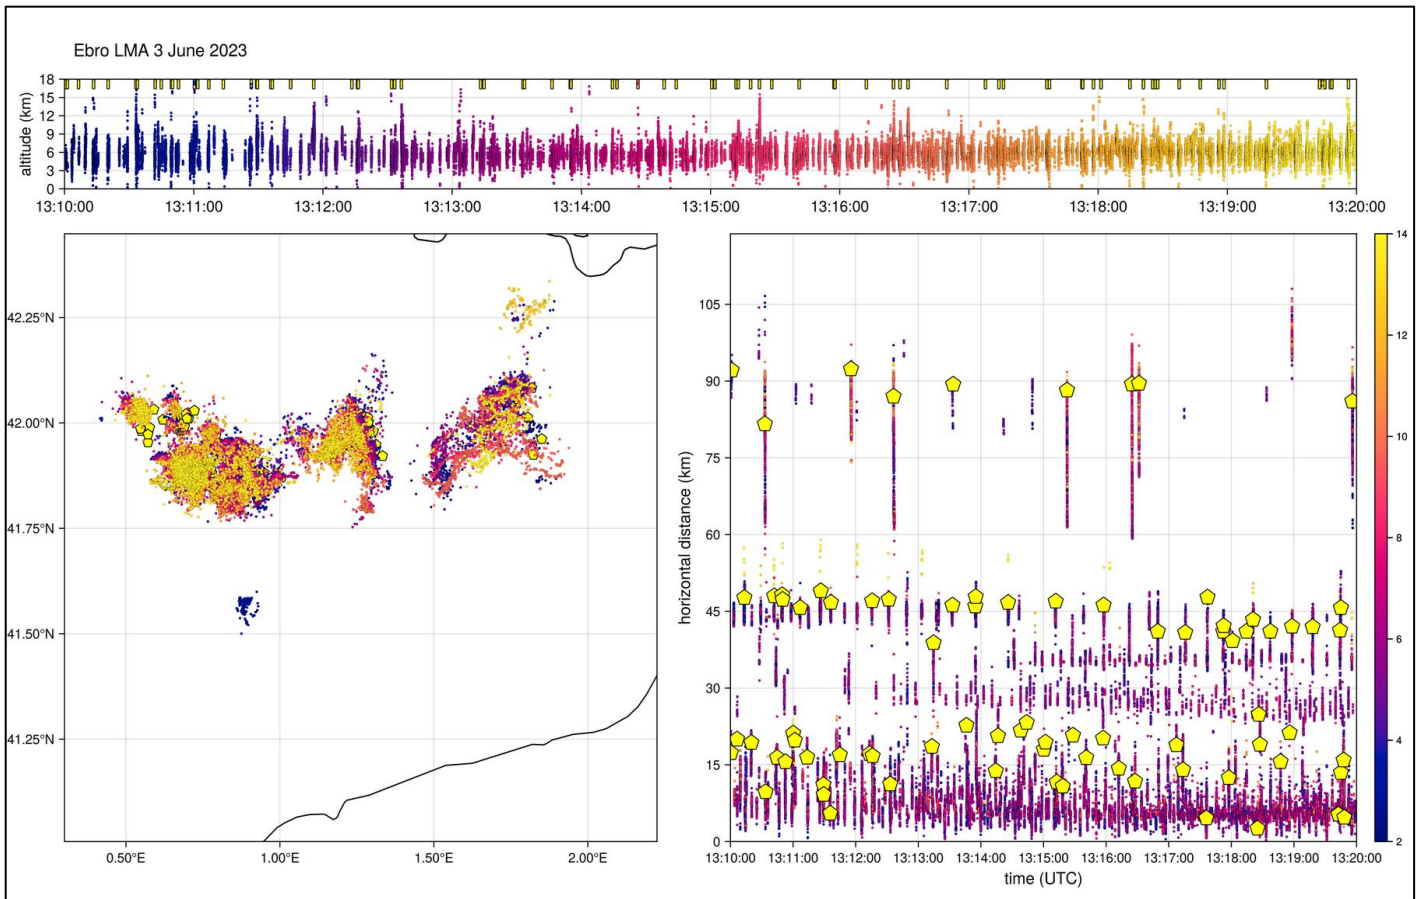 Ebro LMA 3 June 2023
altitude (km)
18
15
12
9
6
3
0
13:10:00 13:11:00 13:12:00 13:13:00 13:14:00 13:15:00 13:16:00 13:17:00 13:18:00 13:19:00 13:20:00
42.25°N
42.00°N
41.75°N
41.50°N
41.25°N
0.50°E 1.00°E 1.50°E 2.00°E
horizontal distance (km)
105
90
75
60
45
30
15
0
13:10:00 13:11:00 13:12:00 13:13:00 13:14:00 13:15:00 13:16:00 13:17:00 13:18:00 13:19:00 13:20:00
time (UTC)
14
12
10
8
6
4
2